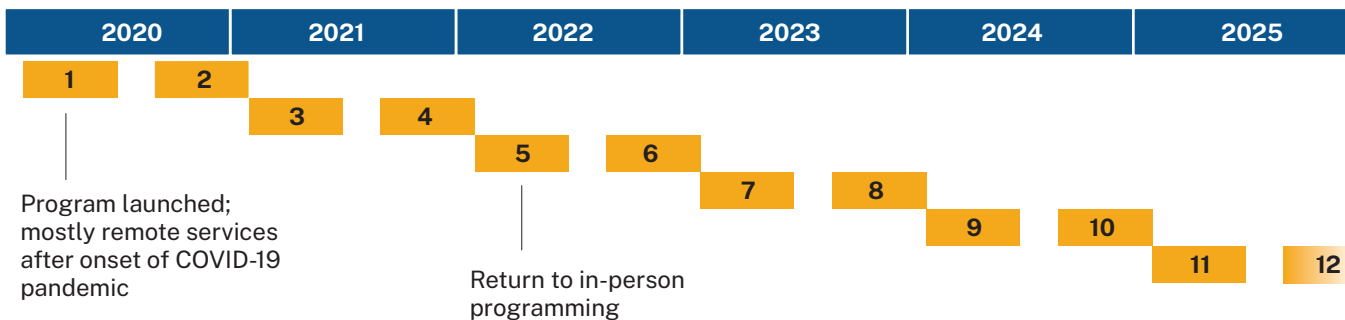 2020 2021 2022 2023 2024 2025
1 2
3 4
5 6
7 8
9 10
11 12
Program launched;
mostly remote services
after onset of COVID-19
pandemic
Return to in-person
programming